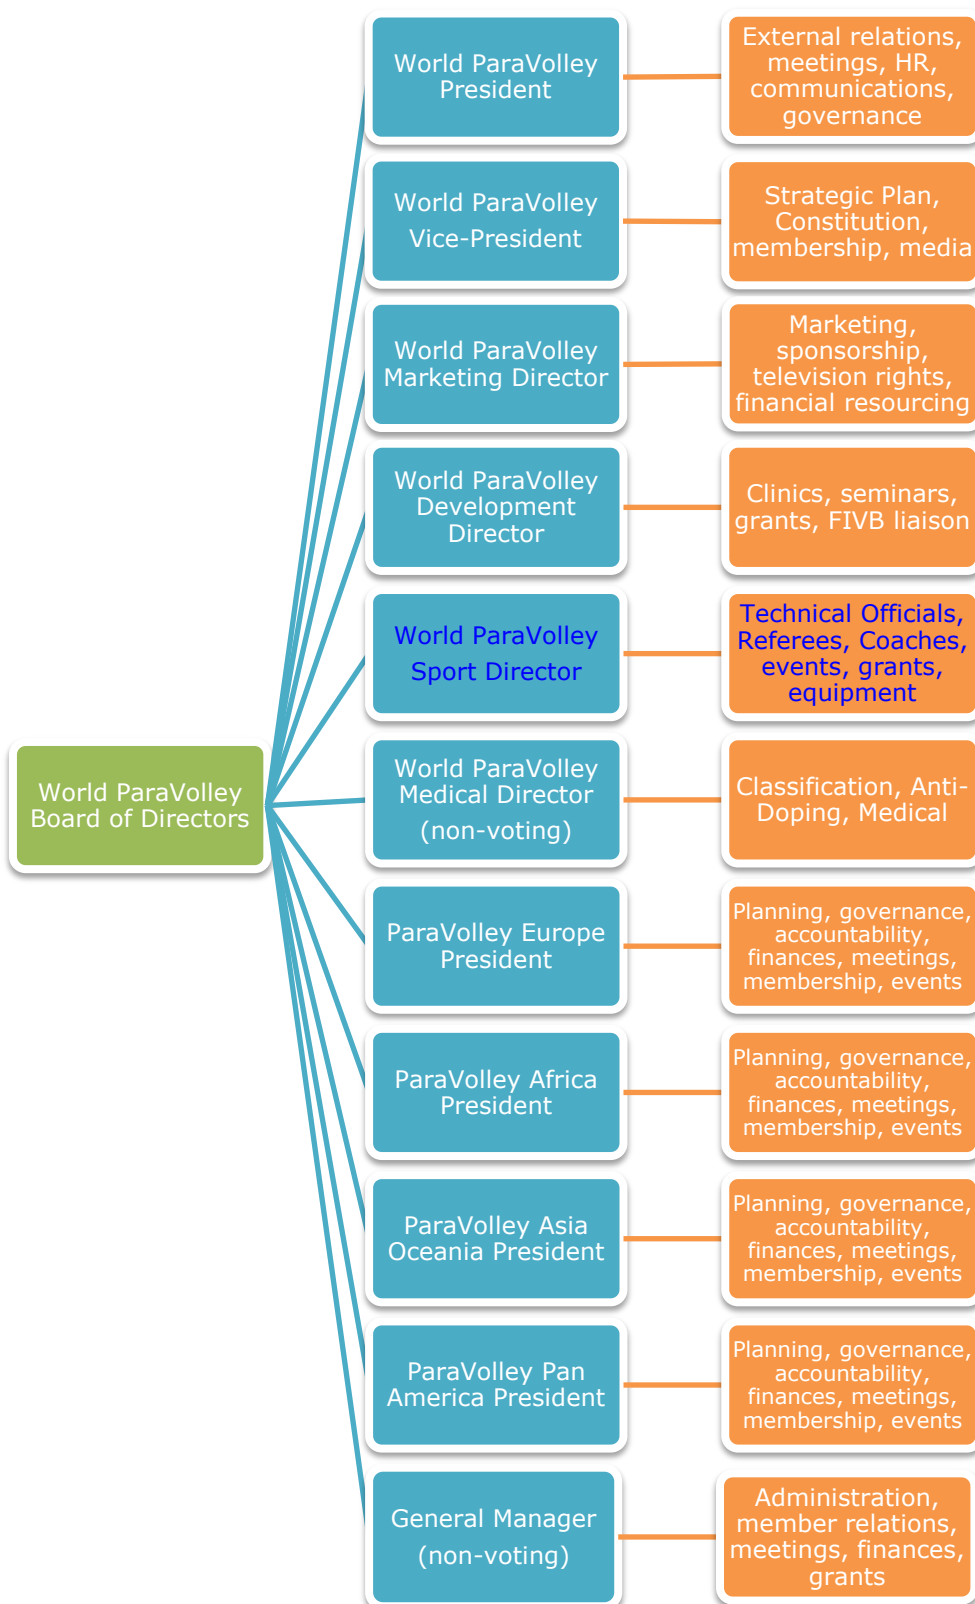 World ParaVolley
Board of Directors
World ParaVolley
President
External relations,
meetings, HR,
communications,
governance
World ParaVolley
Vice-President
Strategic Plan,
Constitution,
membership, media
World ParaVolley
Marketing Director
Marketing,
sponsorship,
television rights,
financial resourcing
World ParaVolley
Development
Director
Clinics, seminars,
grants, FIVB liaison
World ParaVolley
Sport Director
Technical Officials,
Referees, Coaches,
events, grants,
equipment
World ParaVolley
Medical Director
(non-voting)
Classification, Anti-
Doping, Medical
ParaVolley Europe
President
Planning, governance,
accountability,
finances, meetings,
membership, events
ParaVolley Africa
President
Planning, governance,
accountability,
finances, meetings,
membership, events
ParaVolley Asia
Oceania President
Planning, governance,
accountability,
finances, meetings,
membership, events
ParaVolley Pan
America President
Planning, governance,
accountability,
finances, meetings,
membership, events
General Manager
(non-voting)
Administration,
member relations,
meetings, finances,
grants